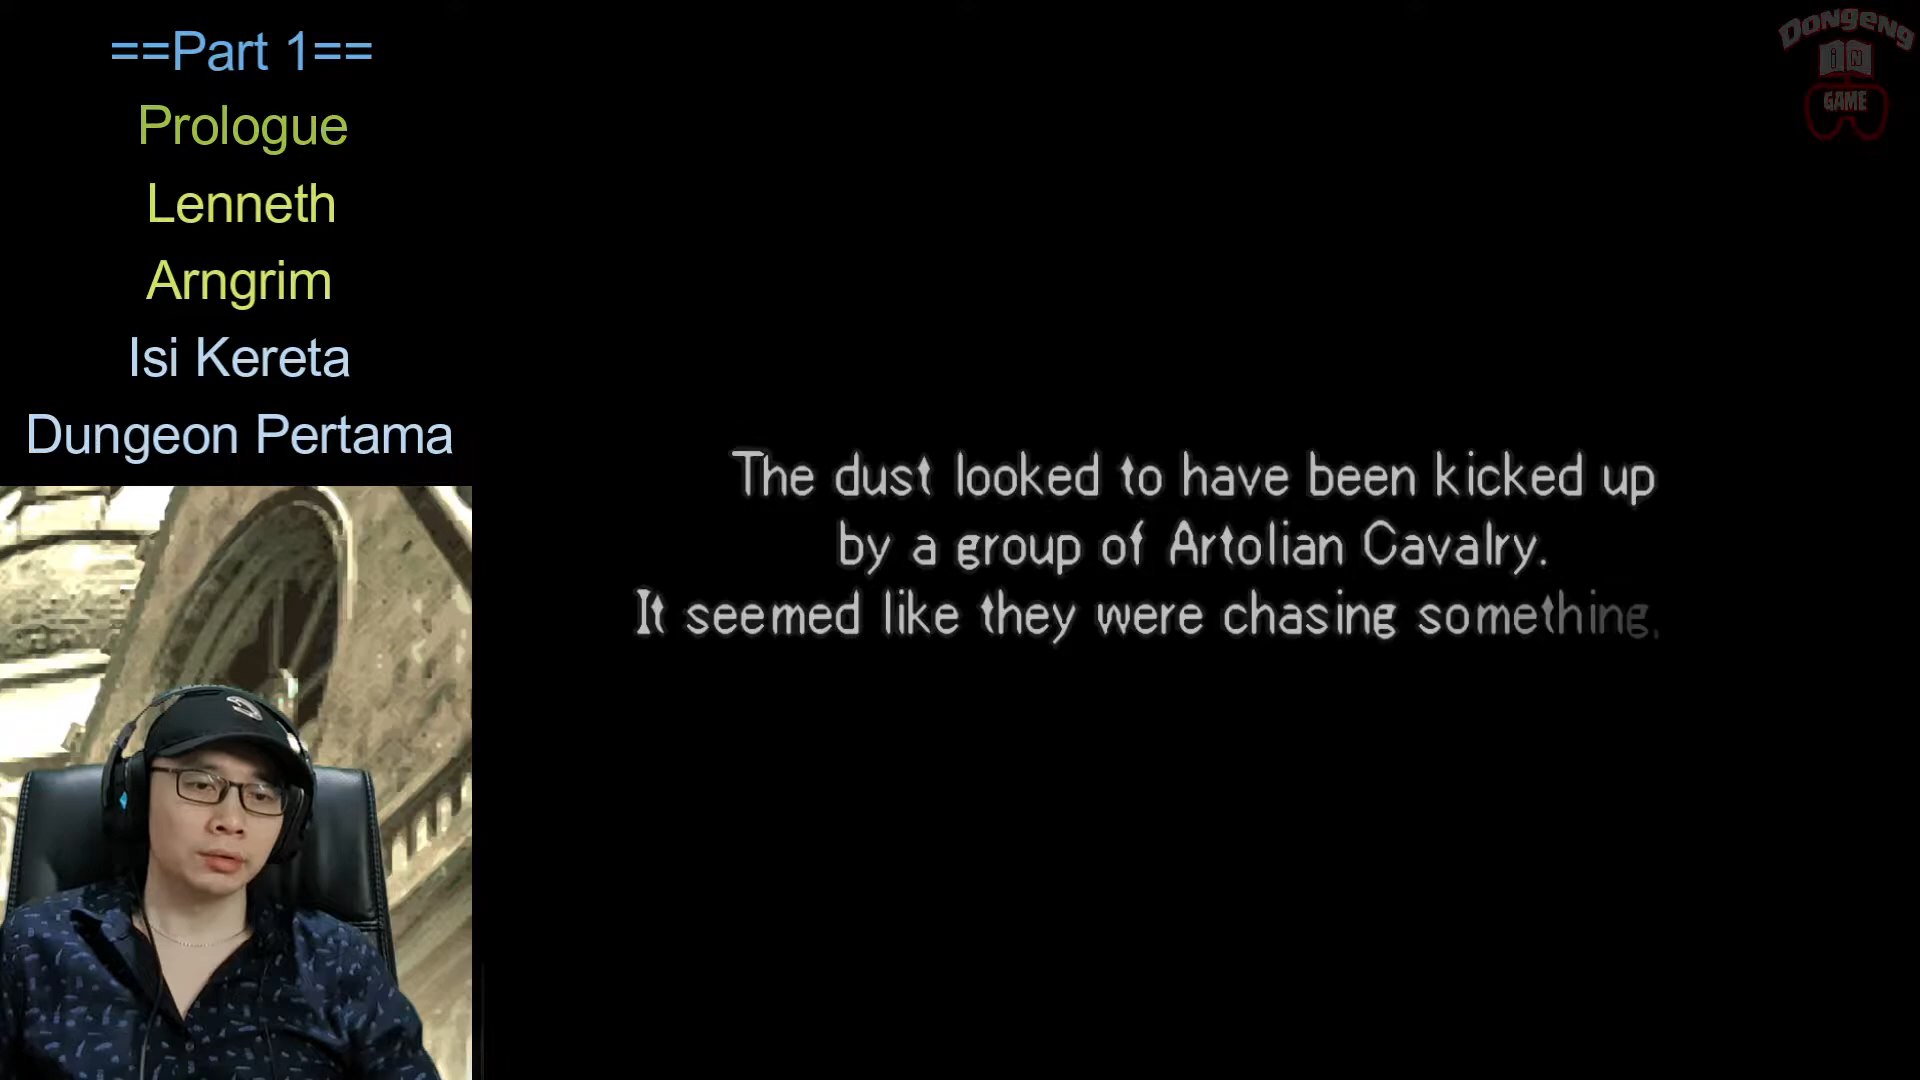 ==Part 1==
Prologue
Lenneth
Arngrim
Isi Kereta
Dungeon Pertama
DONGENG
iN
GAME
The dust looked to have been kicked up
by a group of Artolian Cavalry.
It seemed like they were chasing something.